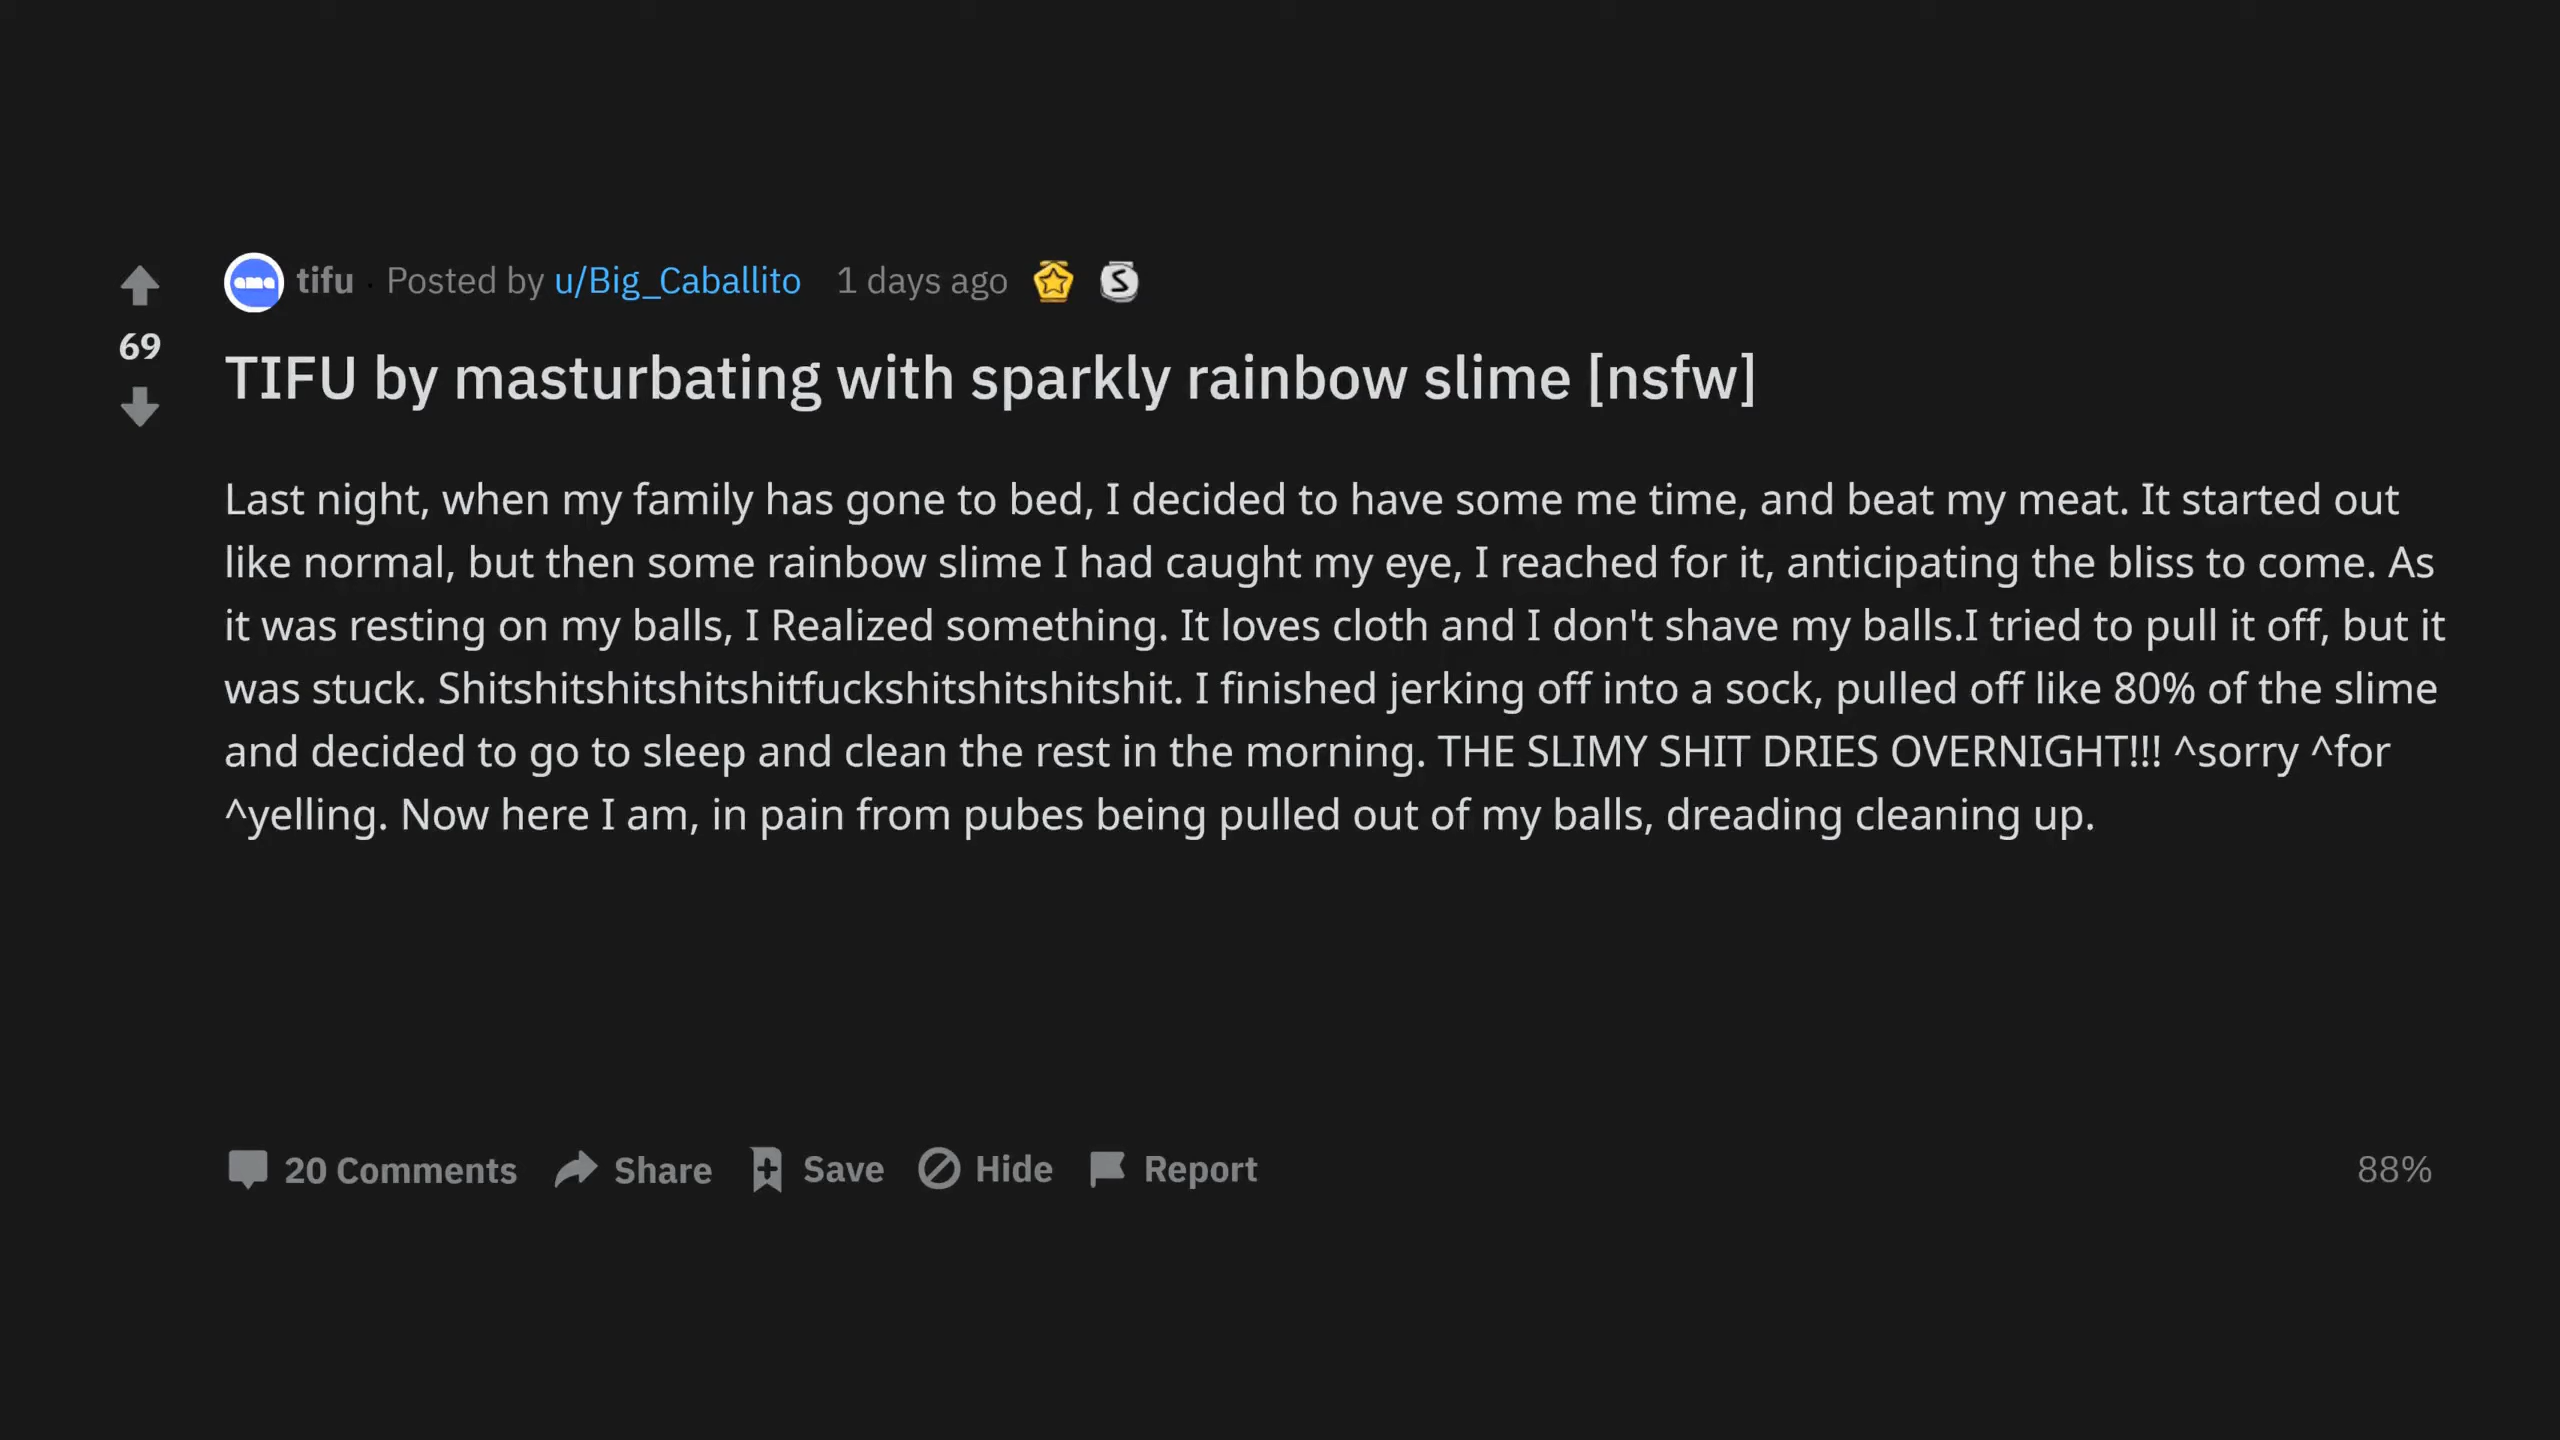 tifu · Posted by u/Big_Caballito 1 days ago
69
TIFU by masturbating with sparkly rainbow slime [nsfw]
Last night, when my family has gone to bed, I decided to have some me time, and beat my meat. It started out
like normal, but then some rainbow slime I had caught my eye, I reached for it, anticipating the bliss to come. As
it was resting on my balls, I Realized something. It loves cloth and I don't shave my balls.I tried to pull it off, but it
was stuck. Shitshitshitshitshitfuckshitshitshitshit. I finished jerking off into a sock, pulled off like 80% of the slime
and decided to go to sleep and clean the rest in the morning. THE SLIMY SHIT DRIES OVERNIGHT!!! ^sorry ^for
^yelling. Now here I am, in pain from pubes being pulled out of my balls, dreading cleaning up.
20 Comments Share Save Hide Report 88%